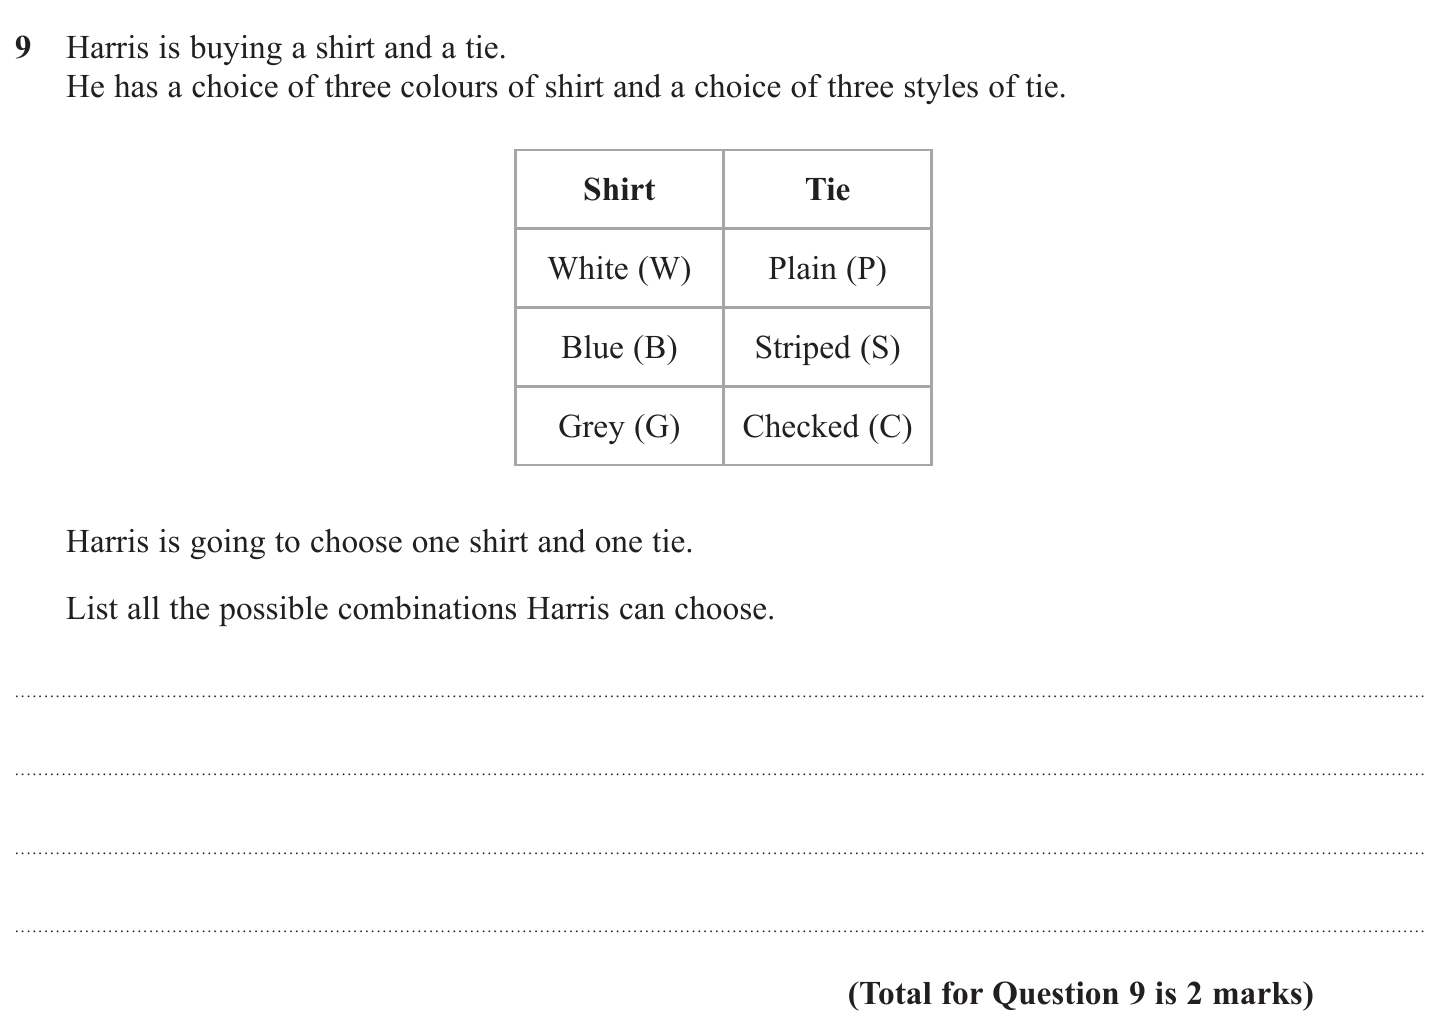 9 Harris is buying a shirt and a tie.
He has a choice of three colours of shirt and a choice of three styles of tie.
Shirt Tie
White (W) Plain (P)
Blue (B) Striped (S)
Grey (G) Checked (C)
Harris is going to choose one shirt and one tie.
List all the possible combinations Harris can choose.
(Total for Question 9 is 2 marks)